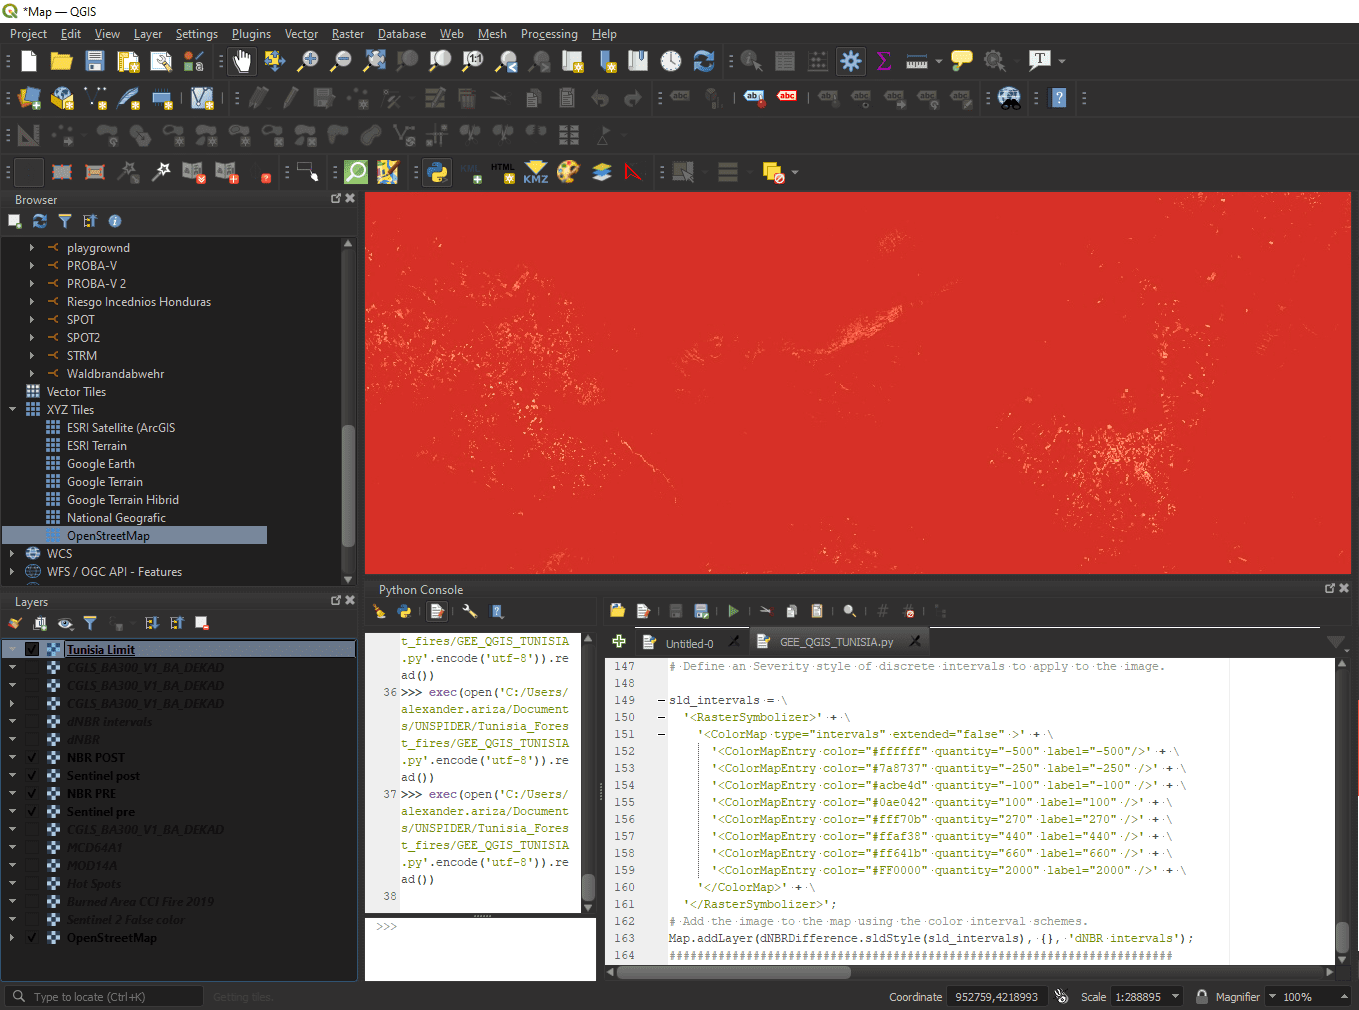 *Map — QGIS
Project Edit View Layer Settings Plugins Vector Raster Database Web Mesh Processing Help
Browser
playgrownd
PROBA-V
PROBA-V 2
Riesgo Incednios Honduras
SPOT
SPOT2
STRM
Waldbrandabwehr
Vector Tiles
XYZ Tiles
ESRI Satellite (ArcGIS
ESRI Terrain
Google Earth
Google Terrain
Google Terrain Hibrid
National Geografic
OpenStreetMap
WCS
WFS / OGC API - Features
Layers
Tunisia Limit
CGLS_BA300_V1_BA_DEKAD
CGLS_BA300_V1_BA_DEKAD
CGLS_BA300_V1_BA_DEKAD
dNBR intervals
dNBR
NBR POST
Sentinel post
NBR PRE
Sentinel pre
CGLS_BA300_V1_BA_DEKAD
MCD64A1
MOD14A
Hot Spots
Burned Area CCI Fire 2019
Sentinel 2 False color
OpenStreetMap
Python Console
t_fires/GEE_QGIS_TUNISIA
.py'.encode('utf-8')).re
ad())
36 >>> exec(open('C:/Users/
alexander.ariza/Document
s/UNSPIDER/Tunisia_Fores
t_fires/GEE_QGIS_TUNISIA
.py'.encode('utf-8')).re
ad())
37 >>> exec(open('C:/Users/
alexander.ariza/Document
s/UNSPIDER/Tunisia_Fores
t_fires/GEE_QGIS_TUNISIA
.py'.encode('utf-8')).re
ad())
38
>>>
Untitled-0 GEE_QGIS_TUNISIA.py
147 # Define an Severity style of discrete intervals to apply to the image.
148
149 sld_intervals = \
150 '<RasterSymbolizer>' + \
151 '<ColorMap type="intervals" extended="false" >' + \
152 '<ColorMapEntry color="#ffffff" quantity="-500" label="-500"/>' + \
153 '<ColorMapEntry color="#7a8737" quantity="-250" label="-250" />' + \
154 '<ColorMapEntry color="#acbe4d" quantity="-100" label="-100" />' + \
155 '<ColorMapEntry color="#0ae042" quantity="100" label="100" />' + \
156 '<ColorMapEntry color="#fff70b" quantity="270" label="270" />' + \
157 '<ColorMapEntry color="#ffaf38" quantity="440" label="440" />' + \
158 '<ColorMapEntry color="#ff641b" quantity="660" label="660" />' + \
159 '<ColorMapEntry color="#FF0000" quantity="2000" label="2000" />' + \
160 '</ColorMap>' + \
161 '</RasterSymbolizer>';
162 # Add the image to the map using the color interval schemes.
163 Map.addLayer(dNBRDifference.sldStyle(sld_intervals), {}, 'dNBR intervals');
164 ###########################################################################
Type to locate (Ctrl+K) Getting tiles. Coordinate 952759,4218993 Scale 1:288895 Magnifier 100%